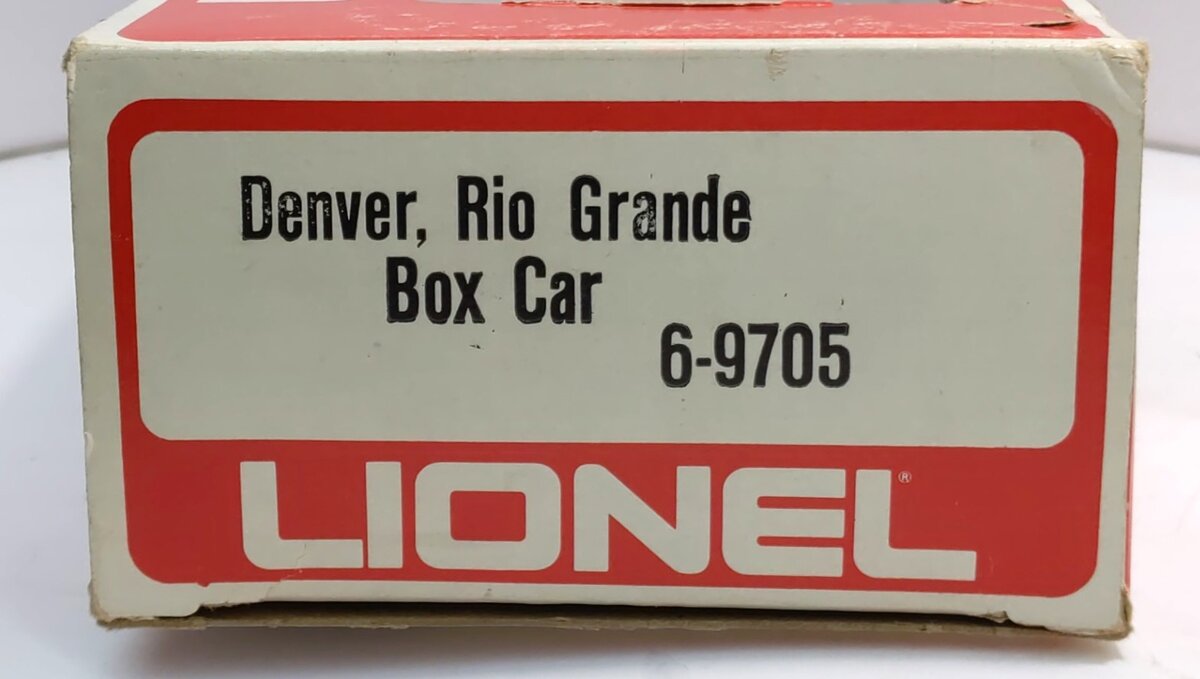 Denver, Rio Grande
Box Car
6-9705
LIONEL®